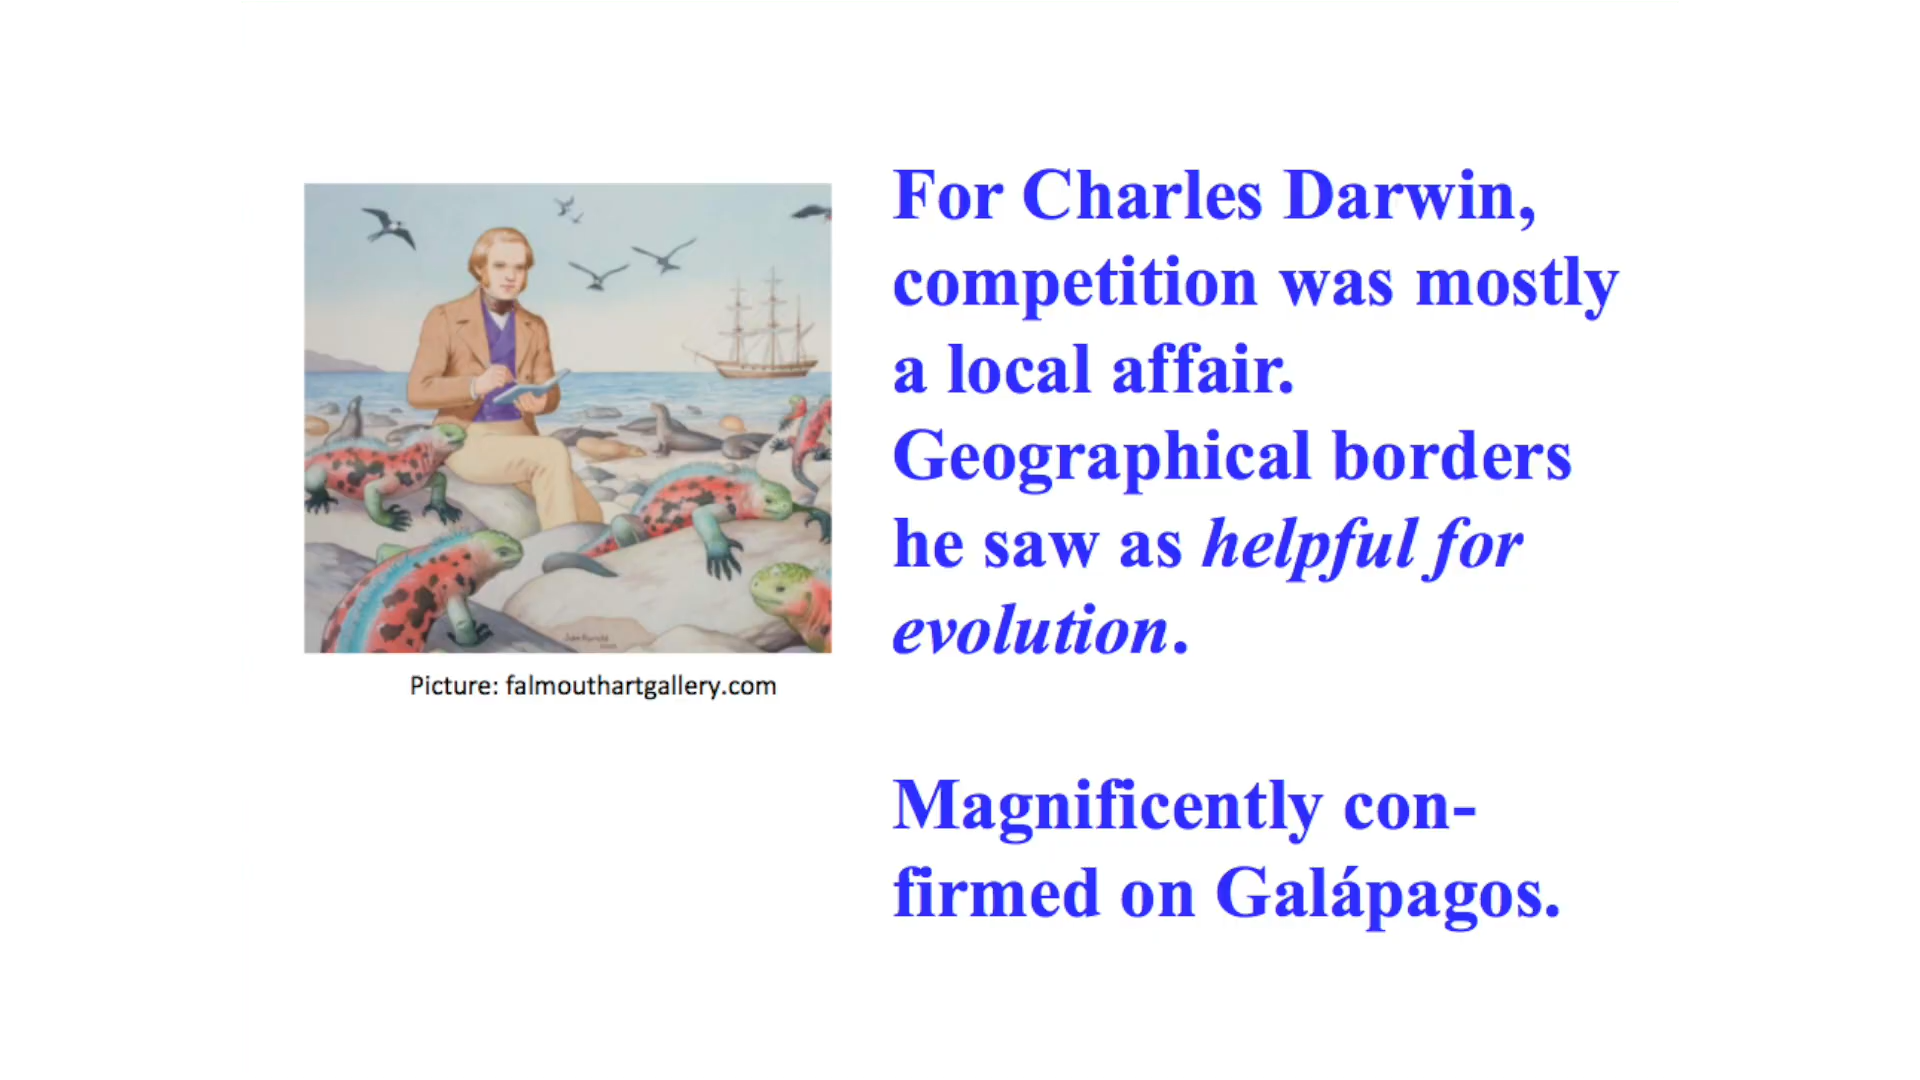 For Charles Darwin,
competition was mostly
a local affair.
Geographical borders
he saw as helpful for
evolution.
Magnificently con-
firmed on Galápagos.
Picture: falmouthartgallery.com